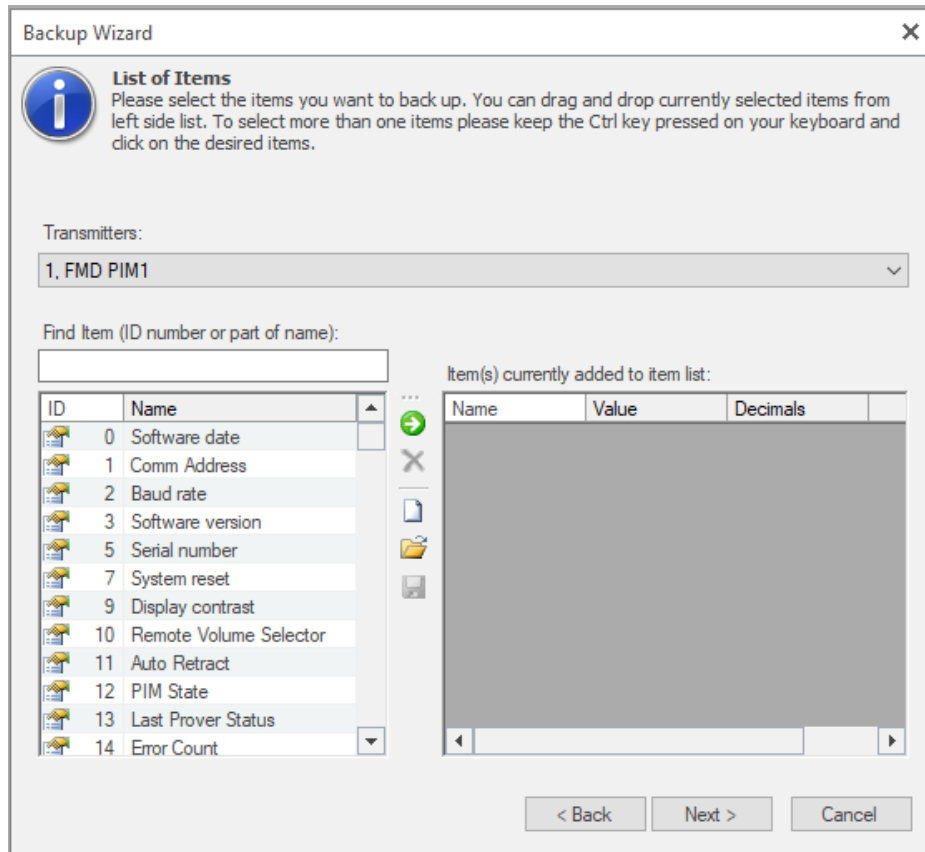 Backup Wizard
List of Items
Please select the items you want to back up. You can drag and drop currently selected items from
left side list. To select more than one items please keep the Ctrl key pressed on your keyboard and
click on the desired items.
Transmitters:
1, FMD PIM1
Find Item (ID number or part of name):
Item(s) currently added to item list:
ID Name
Name Value Decimals
0 Software date
1 Comm Address
2 Baud rate
3 Software version
5 Serial number
7 System reset
9 Display contrast
10 Remote Volume Selector
11 Auto Retract
12 PIM State
13 Last Prover Status
14 Error Count
< Back Next > Cancel